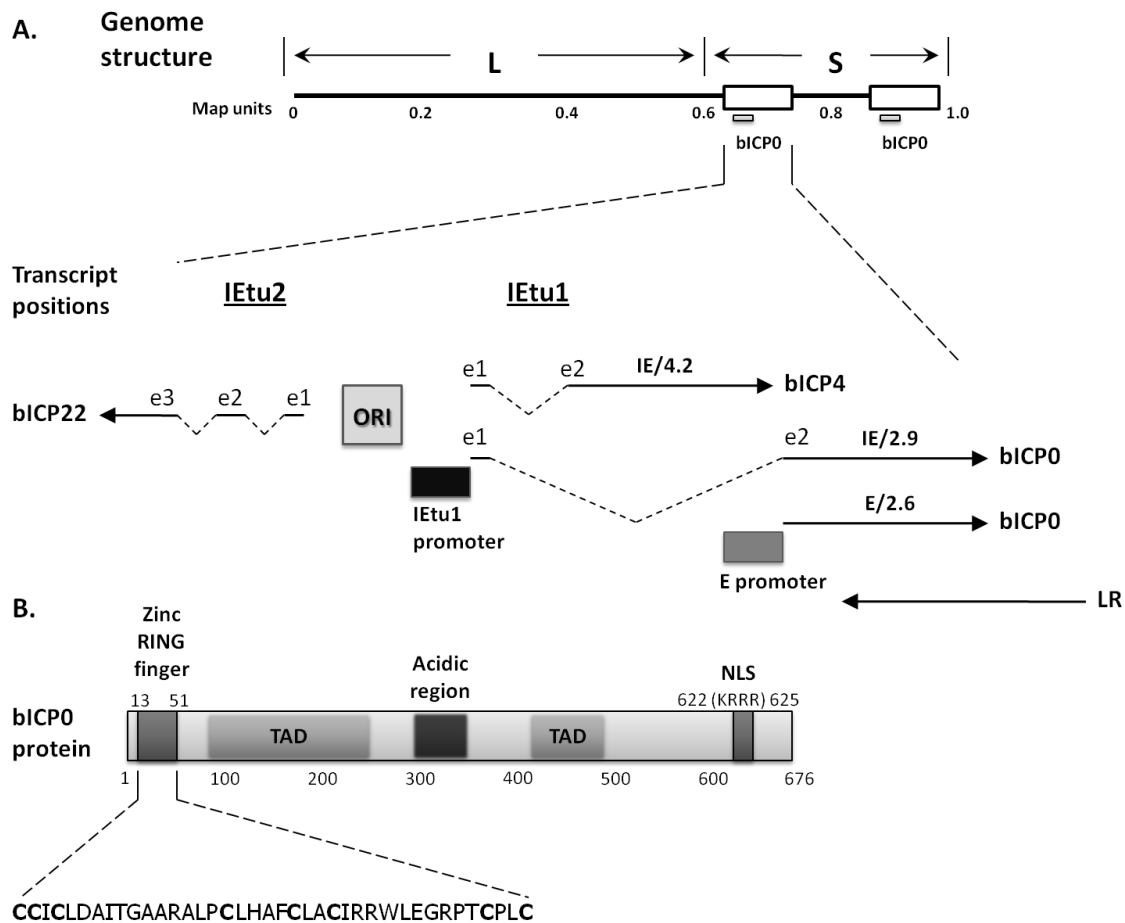 A.
Genome
structure
L
S
Map units
0
0.2
0.4
0.6
0.8
1.0
bICP0
bICP0
Transcript
positions
IEtu2
IEtu1
e1
e2
IE/4.2
bICP4
bICP22
e3
e2
e1
ORI
e1
e2
IE/2.9
bICP0
IEtu1
promoter
E/2.6
bICP0
E promoter
LR
B.
Zinc
RING
finger
Acidic
region
NLS
13
51
622 (KRRR) 625
bICP0
protein
TAD
TAD
1
100
200
300
400
500
600
676
CCICLDAITGAARALPCLHAFCLACIRRWLEGRPTCPLC